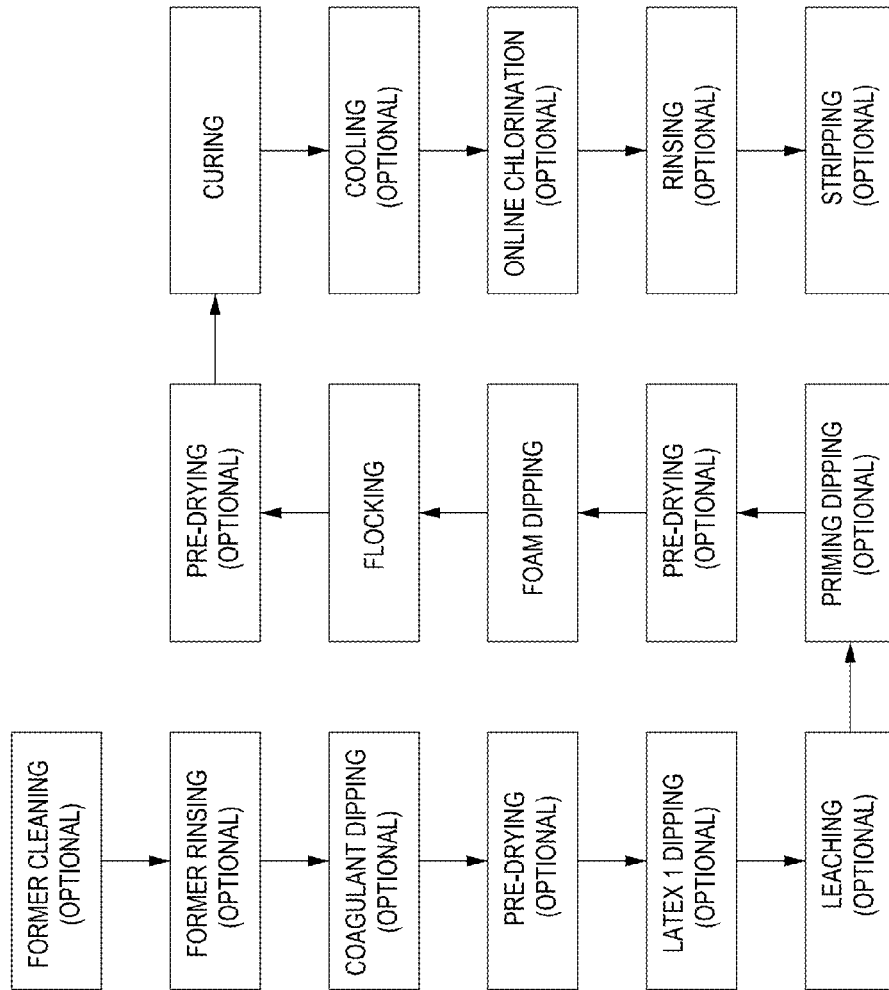 FORMER CLEANING
(OPTIONAL)
FORMER RINSING
(OPTIONAL)
COAGULANT DIPPING
(OPTIONAL)
PRE-DRYING
(OPTIONAL)
LATEX 1 DIPPING
(OPTIONAL)
LEACHING
(OPTIONAL)
PRIMING DIPPING
(OPTIONAL)
PRE-DRYING
(OPTIONAL)
FOAM DIPPING
FLOCKING
PRE-DRYING
(OPTIONAL)
CURING
COOLING
(OPTIONAL)
ONLINE CHLORINATION
(OPTIONAL)
RINSING
(OPTIONAL)
STRIPPING
(OPTIONAL)